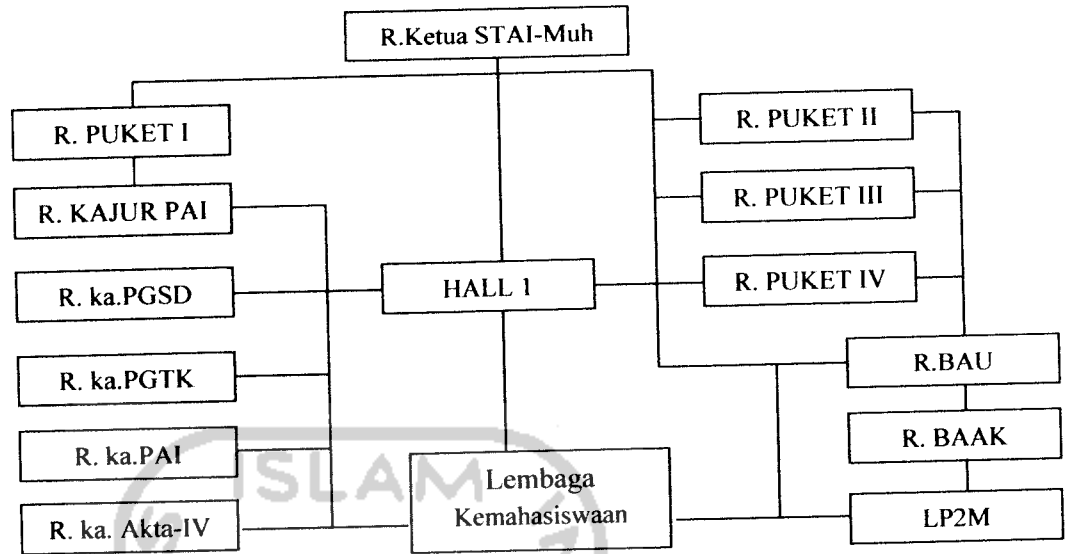 R.Ketua STAI-Muh
R. PUKET I
R. PUKET II
R. KAJUR PAI
R. PUKET III
R. ka.PGSD
HALL 1
R. PUKET IV
R. ka.PGTK
R.BAU
R. ka.PAI
R. BAAK
Lembaga
Kemahasiswaan
R. ka. Akta-IV
LP2M
ISLAM